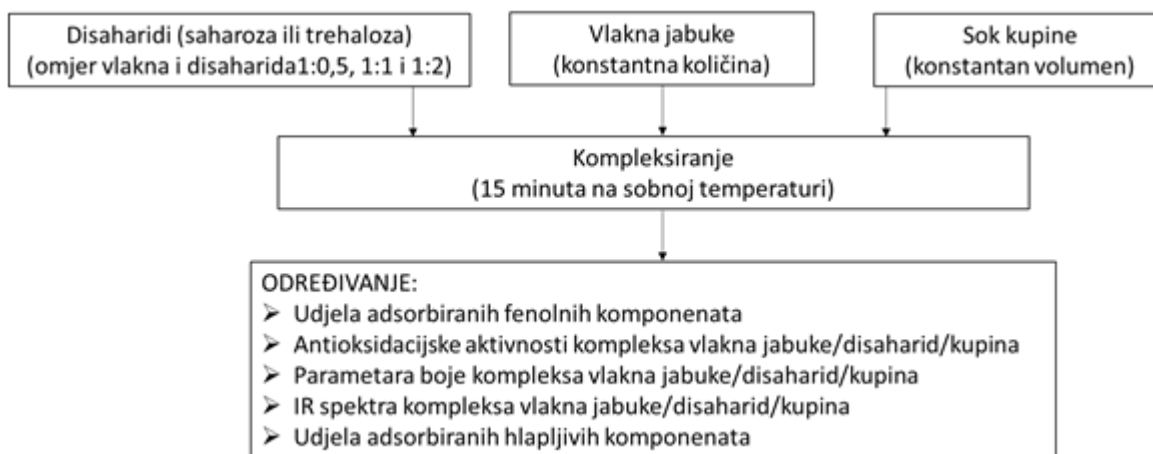 Disaharidi (saharoza ili trehaloza)
(omjer vlakna i disaharida1:0,5, 1:1 i 1:2)
Vlakna jabuke
(konstantna količina)
Sok kupine
(konstantan volumen)
Kompleksiranje
(15 minuta na sobnoj temperaturi)
ODREĐIVANJE:
➢ Udjela adsorbiranih fenolnih komponenata
➢ Antioksidacijske aktivnosti kompleksa vlakna jabuke/disaharid/kupina
➢ Parametara boje kompleksa vlakna jabuke/disaharid/kupina
➢ IR spektra kompleksa vlakna jabuke/disaharid/kupina
➢ Udjela adsorbiranih hlapljivih komponenata